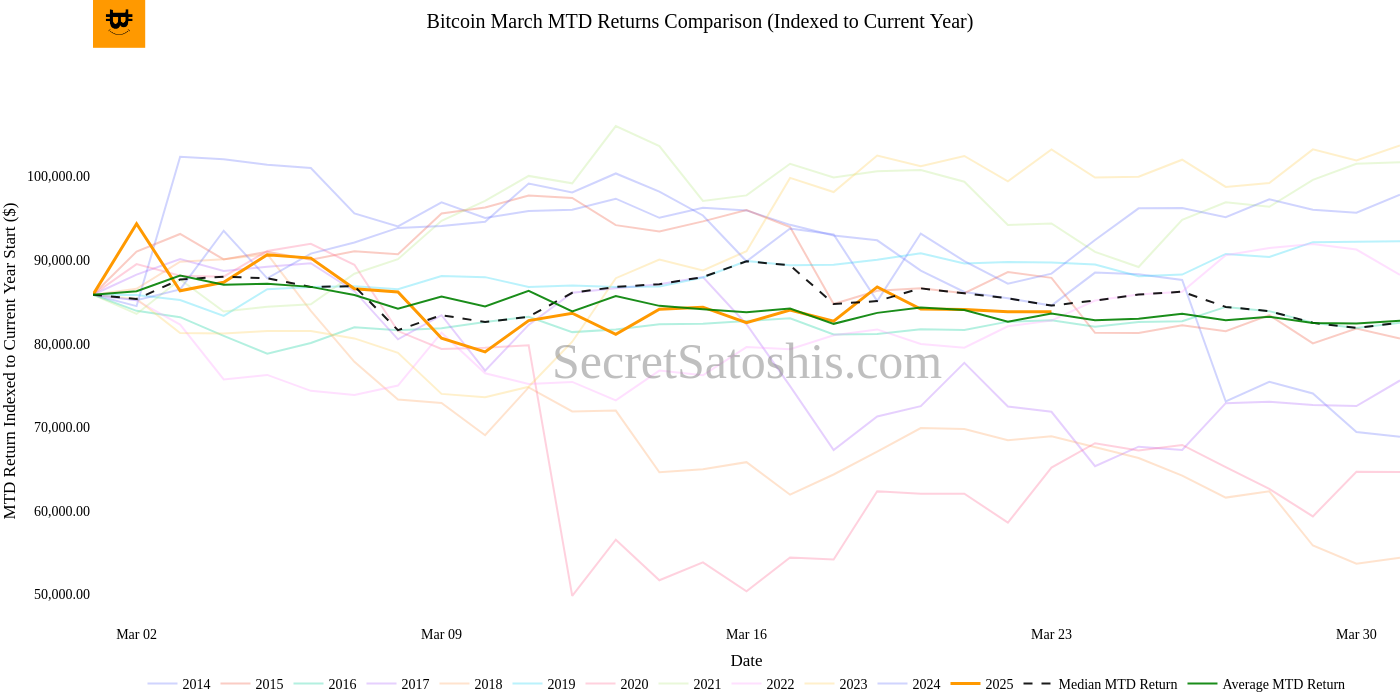 Bitcoin March MTD Returns Comparison (Indexed to Current Year)
MTD Return Indexed to Current Year Start ($)
100,000.00
90,000.00
80,000.00
70,000.00
60,000.00
50,000.00
SecretSatoshis.com
Mar 02 Mar 09 Mar 16 Mar 23 Mar 30
Date
2014 2015 2016 2017 2018 2019 2020 2021 2022 2023 2024 2025 Median MTD Return Average MTD Return